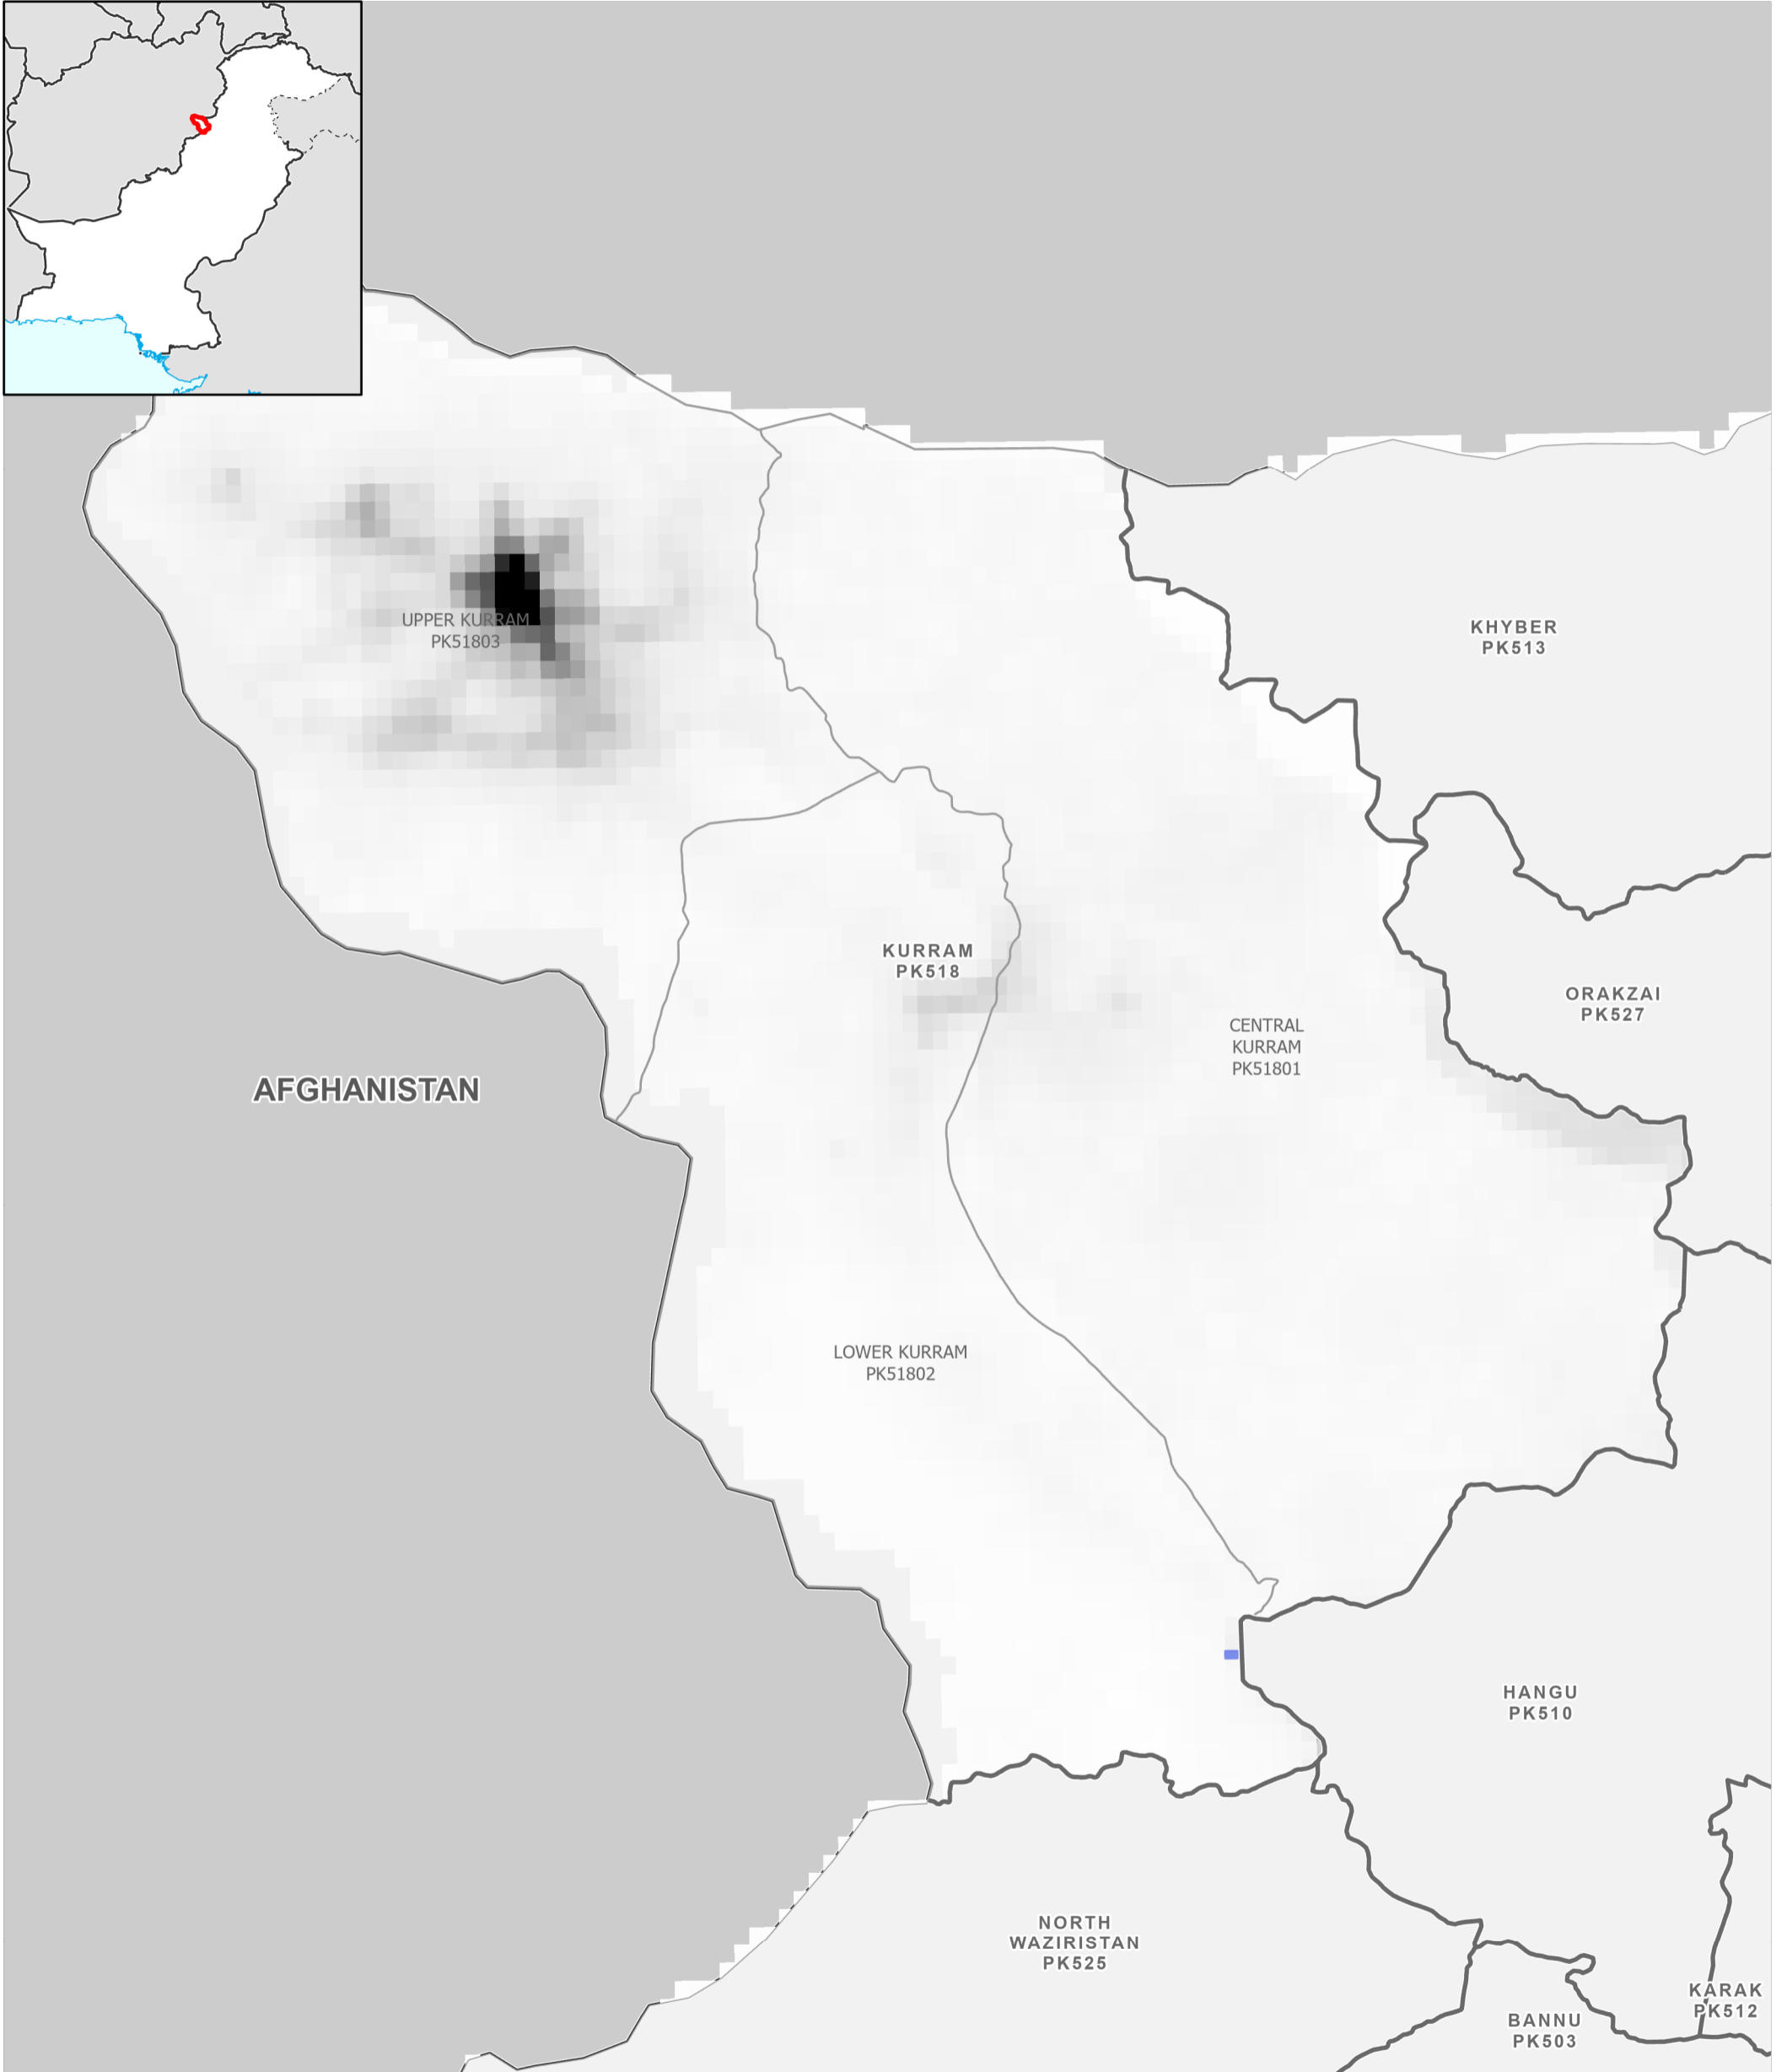 UPPER KURRAM
PK51803
KHYBER
PK513
KURRAM
PK518
ORAKZAI
PK527
CENTRAL
KURRAM
PK51801
AFGHANISTAN
LOWER KURRAM
PK51802
HANGU
PK510
NORTH
WAZIRISTAN
PK525
KARAK
PK512
BANNU
PK503